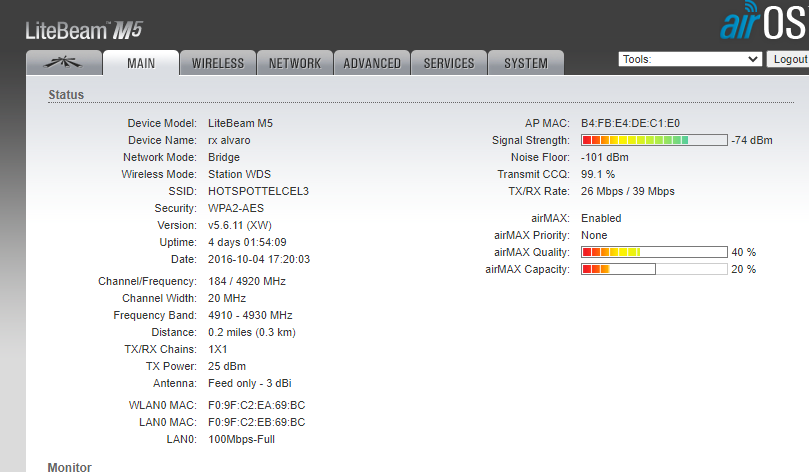 LiteBeam™ M5
airOS
MAIN WIRELESS NETWORK ADVANCED SERVICES SYSTEM
Tools:
Logout
Status
Device Model: LiteBeam M5
Device Name: rx alvaro
Network Mode: Bridge
Wireless Mode: Station WDS
SSID: HOTSPOTTELCEL3
Security: WPA2-AES
Version: v5.6.11 (XW)
Uptime: 4 days 01:54:09
Date: 2016-10-04 17:20:03
Channel/Frequency: 184 / 4920 MHz
Channel Width: 20 MHz
Frequency Band: 4910 - 4930 MHz
Distance: 0.2 miles (0.3 km)
TX/RX Chains: 1X1
TX Power: 25 dBm
Antenna: Feed only - 3 dBi
WLAN0 MAC: F0:9F:C2:EA:69:BC
LAN0 MAC: F0:9F:C2:EB:69:BC
LAN0: 100Mbps-Full
AP MAC: B4:FB:E4:DE:C1:E0
Signal Strength: -74 dBm
Noise Floor: -101 dBm
Transmit CCQ: 99.1 %
TX/RX Rate: 26 Mbps / 39 Mbps
airMAX: Enabled
airMAX Priority: None
airMAX Quality: 40 %
airMAX Capacity: 20 %
Monitor